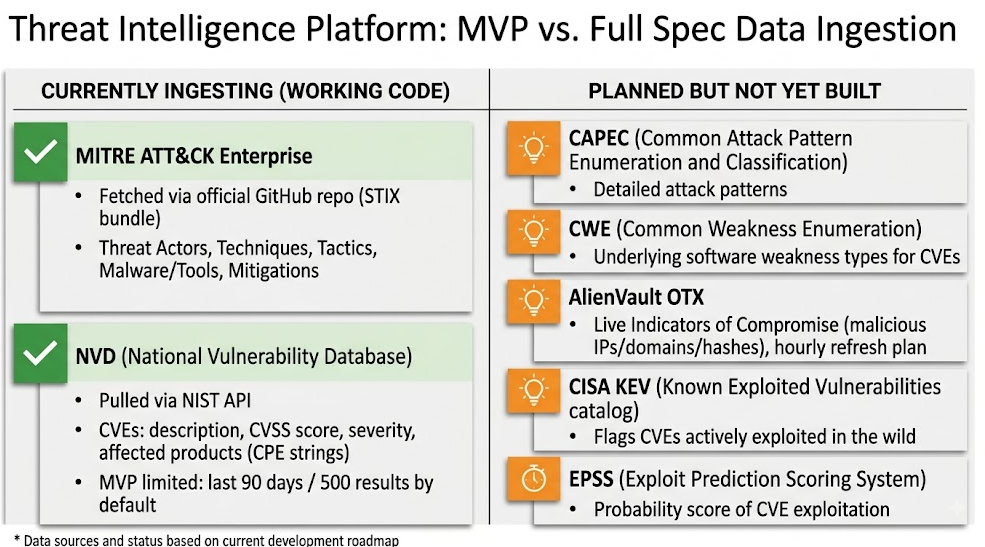 Threat Intelligence Platform: MVP vs. Full Spec Data Ingestion
CURRENTLY INGESTING (WORKING CODE)
MITRE ATT&CK Enterprise
• Fetched via official GitHub repo (STIX
bundle)
• Threat Actors, Techniques, Tactics,
Malware/Tools, Mitigations
NVD (National Vulnerability Database)
• Pulled via NIST API
• CVEs: description, CVSS score, severity,
affected products (CPE strings)
• MVP limited: last 90 days / 500 results by
default
PLANNED BUT NOT YET BUILT
CAPEC (Common Attack Pattern
Enumeration and Classification)
• Detailed attack patterns
CWE (Common Weakness Enumeration)
• Underlying software weakness types for CVEs
AlienVault OTX
• Live Indicators of Compromise (malicious
IPs/domains/hashes), hourly refresh plan
CISA KEV (Known Exploited Vulnerabilities
catalog)
• Flags CVEs actively exploited in the wild
EPSS (Exploit Prediction Scoring System)
• Probability score of CVE exploitation
* Data sources and status based on current development roadmap